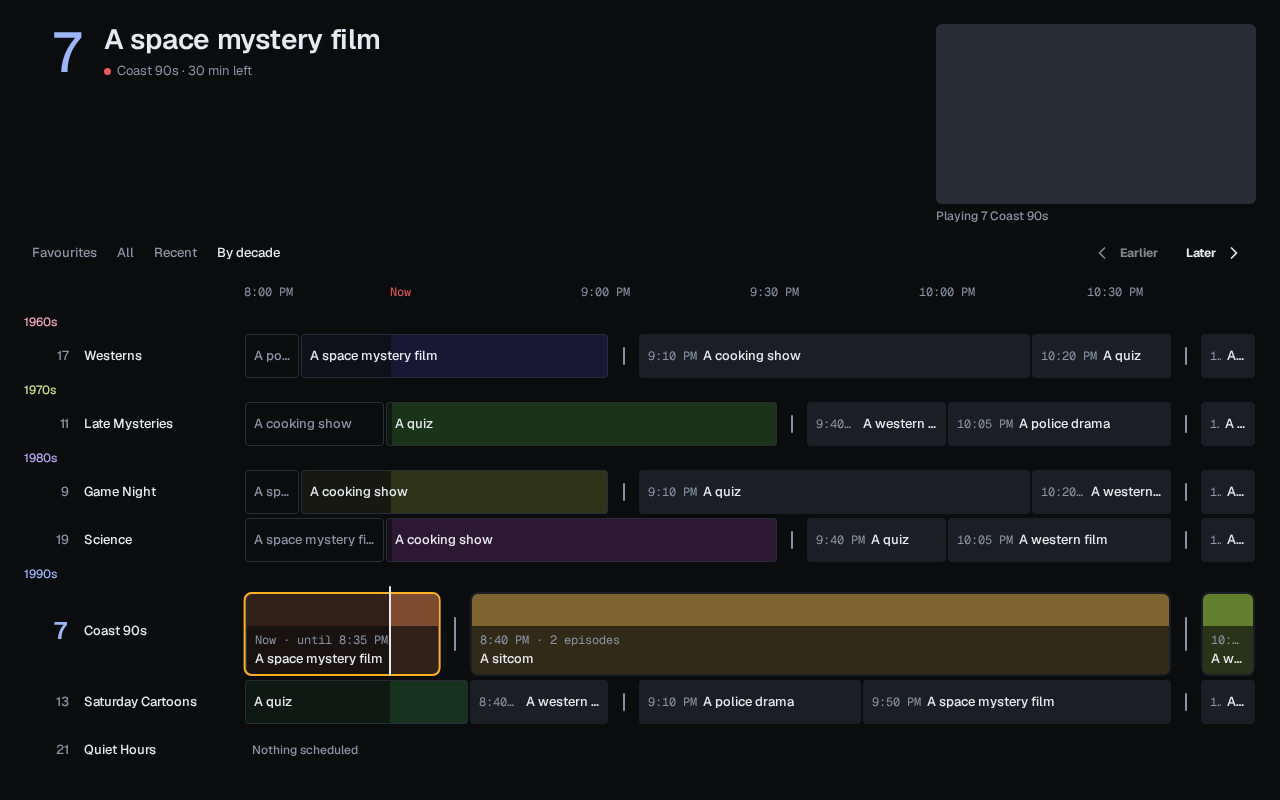 7 A space mystery film
Coast 90s · 30 min left
Playing 7 Coast 90s
Favourites All Recent By decade Earlier Later
8:00 PM Now 9:00 PM 9:30 PM 10:00 PM 10:30 PM
1960s
17 Westerns A po… A space mystery film 9:10 PM A cooking show 10:20 PM A quiz 1… A…
1970s
11 Late Mysteries A cooking show A quiz 9:40… A western … 10:05 PM A police drama 1… A …
1980s
9 Game Night A sp… A cooking show 9:10 PM A quiz 10:20… A western… 1… A…
19 Science A space mystery fi… A cooking show 9:40 PM A quiz 10:05 PM A western film 1… A…
1990s
7 Coast 90s
Now · until 8:35 PM 8:40 PM · 2 episodes 10:…
A space mystery film A sitcom A w…
13 Saturday Cartoons A quiz 8:40… A western … 9:10 PM A police drama 9:50 PM A space mystery film 1… A…
21 Quiet Hours Nothing scheduled